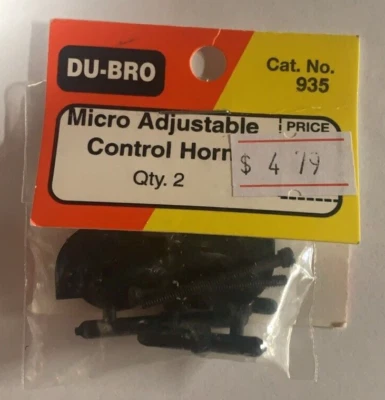 DU-BRO
Cat. No.
935
Micro Adjustable
Control Horn
Qty. 2
PRICE
$ 4 79